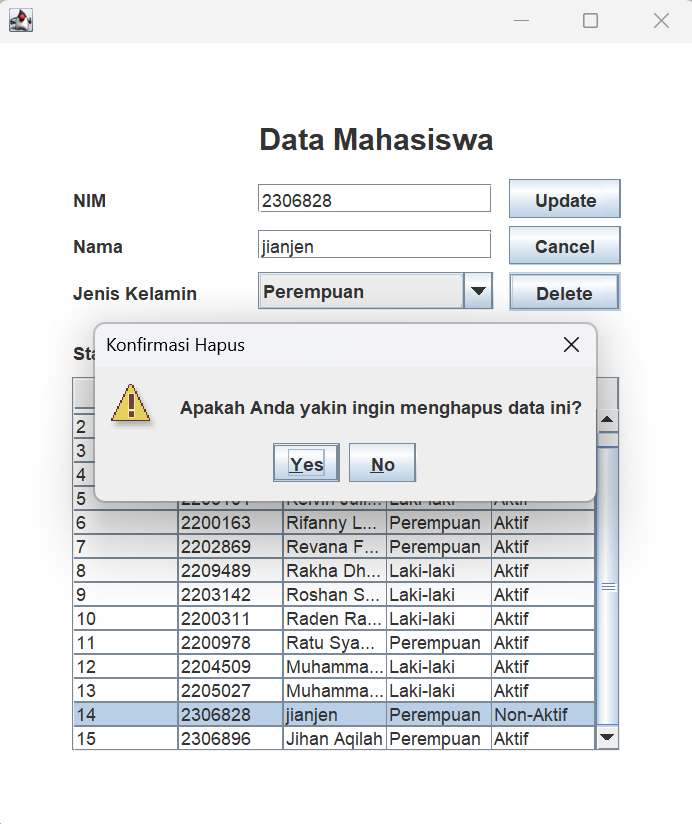 Data Mahasiswa
NIM 2306828 Update
Nama jianjen Cancel
Jenis Kelamin Perempuan Delete
Konfirmasi Hapus
Apakah Anda yakin ingin menghapus data ini?
Yes No
2
3
4
5 Laki-laki Aktif
6 2200163 Rifanny L... Perempuan Aktif
7 2202869 Revana F... Perempuan Aktif
8 2209489 Rakha Dh... Laki-laki Aktif
9 2203142 Roshan S... Laki-laki Aktif
10 2200311 Raden Ra... Laki-laki Aktif
11 2200978 Ratu Sya... Perempuan Aktif
12 2204509 Muhamma... Laki-laki Aktif
13 2205027 Muhamma... Laki-laki Aktif
14 2306828 jianjen Perempuan Non-Aktif
15 2306896 Jihan Aqilah Perempuan Aktif